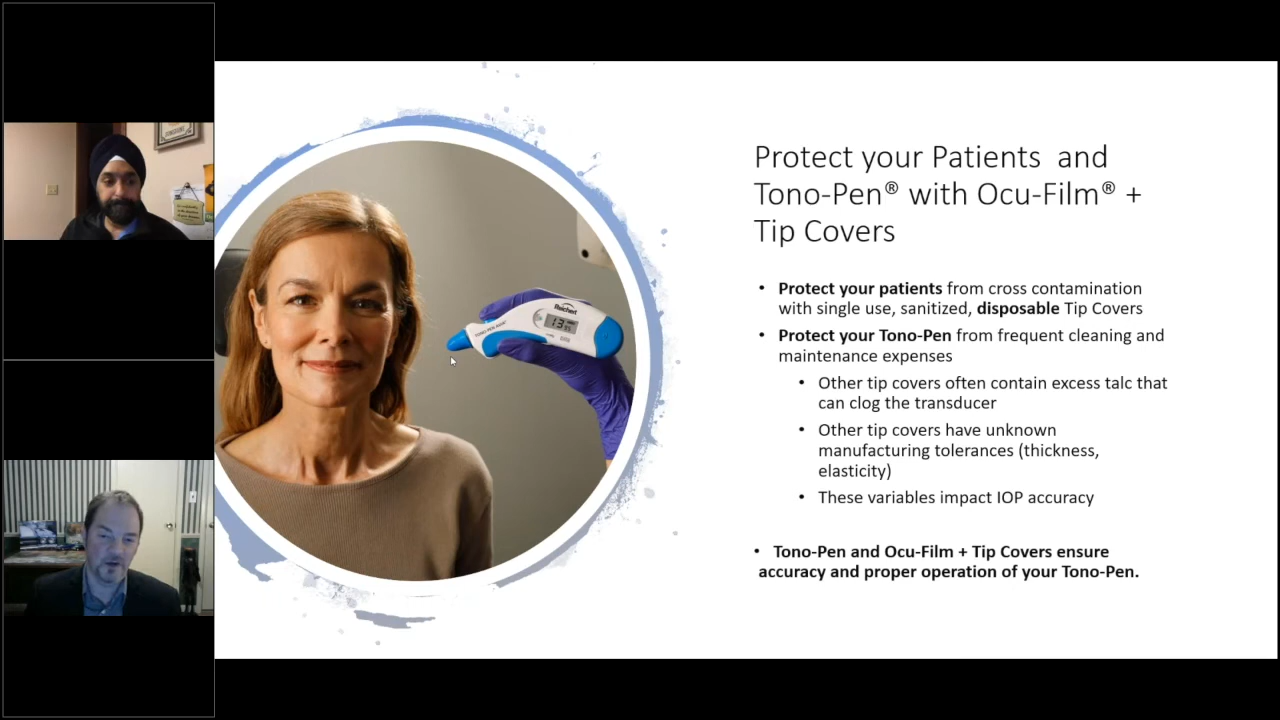 Protect your Patients and
Tono-Pen® with Ocu-Film® +
Tip Covers
• Protect your patients from cross contamination
with single use, sanitized, disposable Tip Covers
• Protect your Tono-Pen from frequent cleaning and
maintenance expenses
• Other tip covers often contain excess talc that
can clog the transducer
• Other tip covers have unknown
manufacturing tolerances (thickness,
elasticity)
• These variables impact IOP accuracy
• Tono-Pen and Ocu-Film + Tip Covers ensure
accuracy and proper operation of your Tono-Pen.
Reichert
13